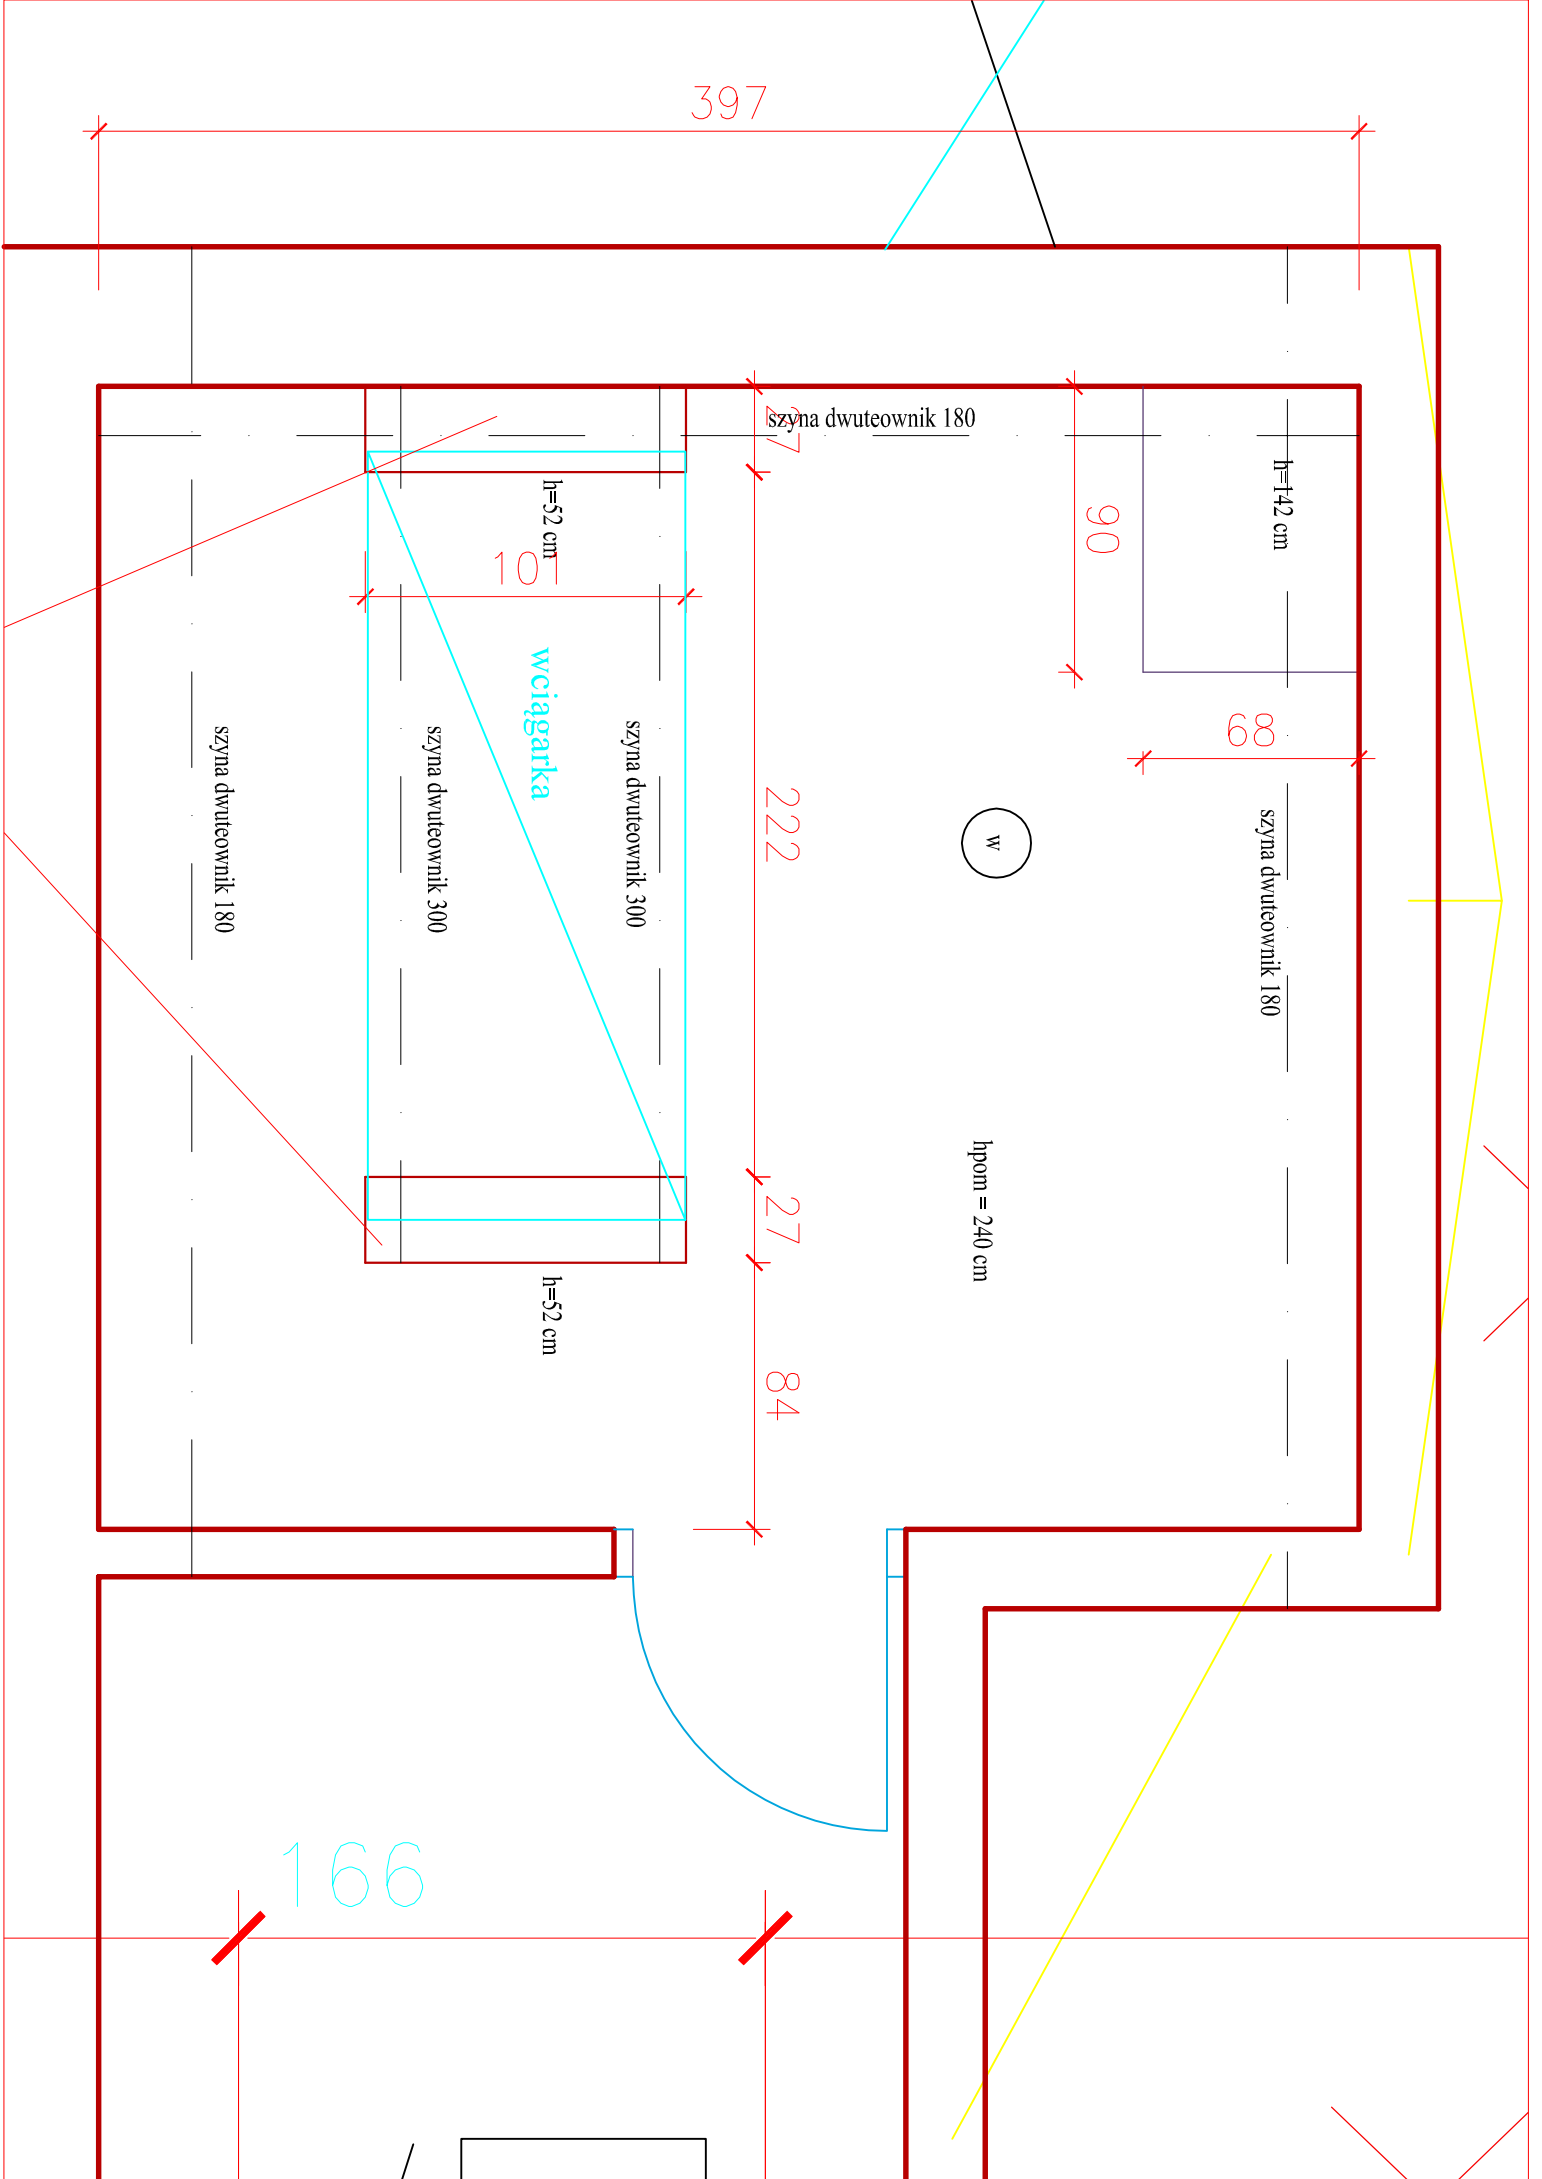 397
27
szyna dwuteownik 180
h=142 cm
h=52 cm
90
101
wciągarka
68
szyna dwuteownik 180
szyna dwuteownik 300
szyna dwuteownik 300
222
w
szyna dwuteownik 180
hpom = 240 cm
27
h=52 cm
84
166